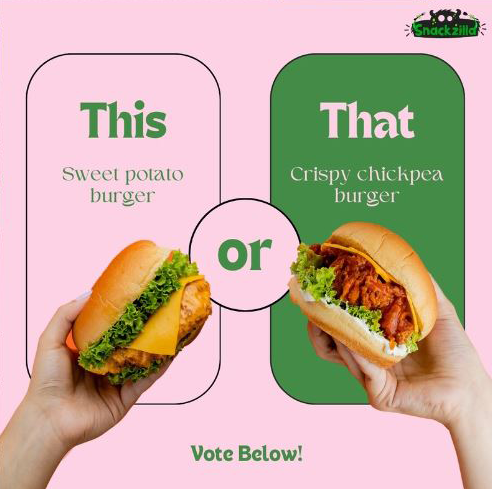 Snackzilla
This
That
Sweet potato
burger
Crispy chickpea
burger
or
Vote Below!